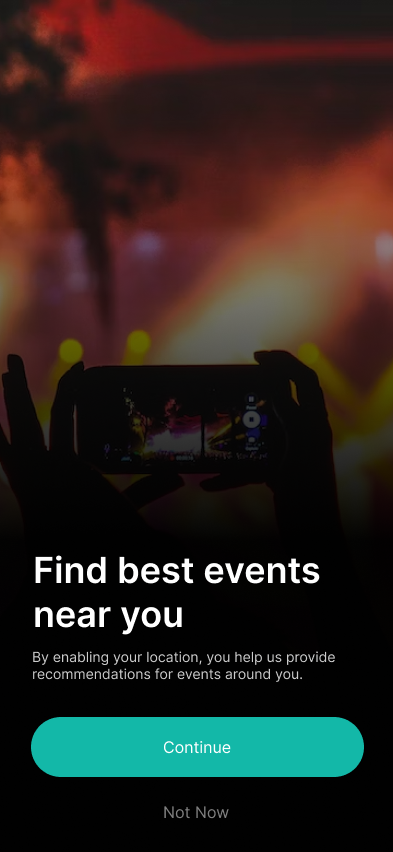 Find best events
near you
By enabling your location, you help us provide
recommendations for events around you.
Continue
Not Now